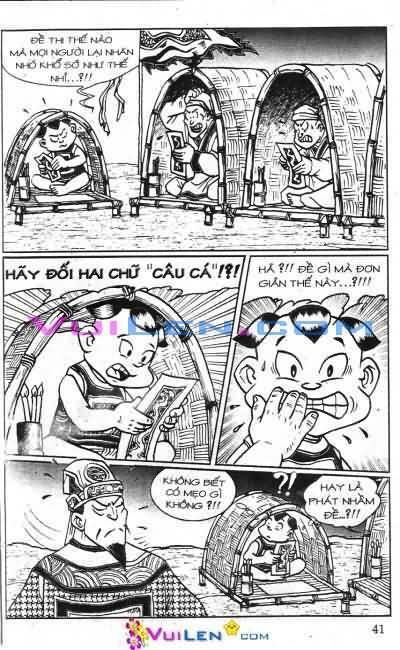 ĐỀ THI THẾ NÀO
MÀ MỌI NGƯỜI LẠI NHĂN
NHÓ KHỔ SỞ NHƯ THẾ
NHỈ...?!!
HÃY ĐỐI HAI CHỮ "CÂU CÁ"!?!
HẢ?!! ĐỀ GÌ MÀ ĐƠN
GIẢN THẾ NÀY...?!!!
VUILEN.COM
KHÔNG BIẾT
CÓ MẸO GÌ
KHÔNG?!!
?!
HAY LÀ
PHÁT NHẦM
ĐỀ...?!!
41
VUILEN.COM